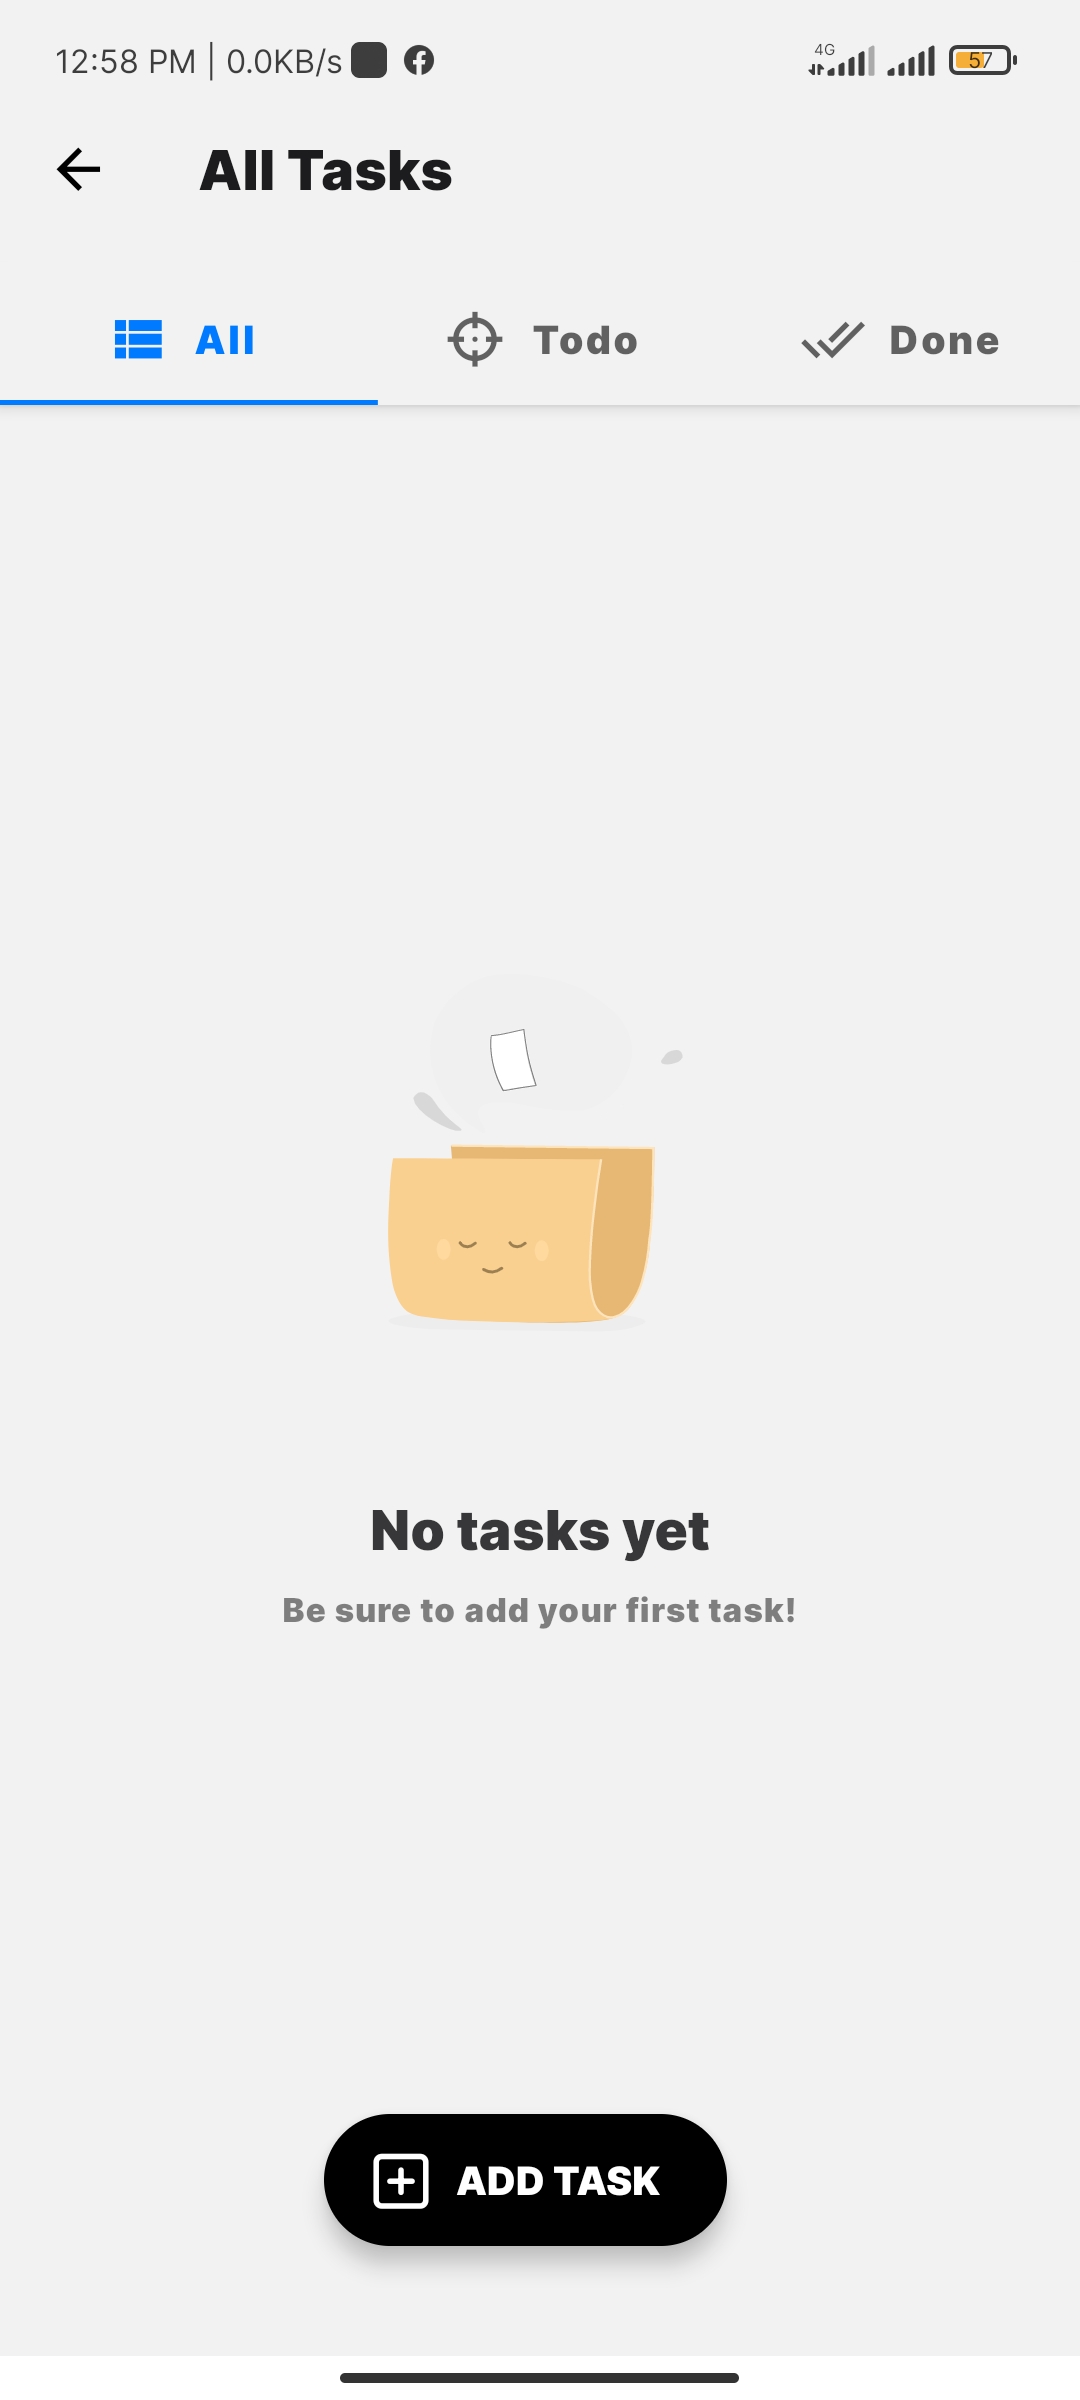 12:58 PM | 0.0KB/s
4G
57
All Tasks
All
Todo
Done
No tasks yet
Be sure to add your first task!
ADD TASK